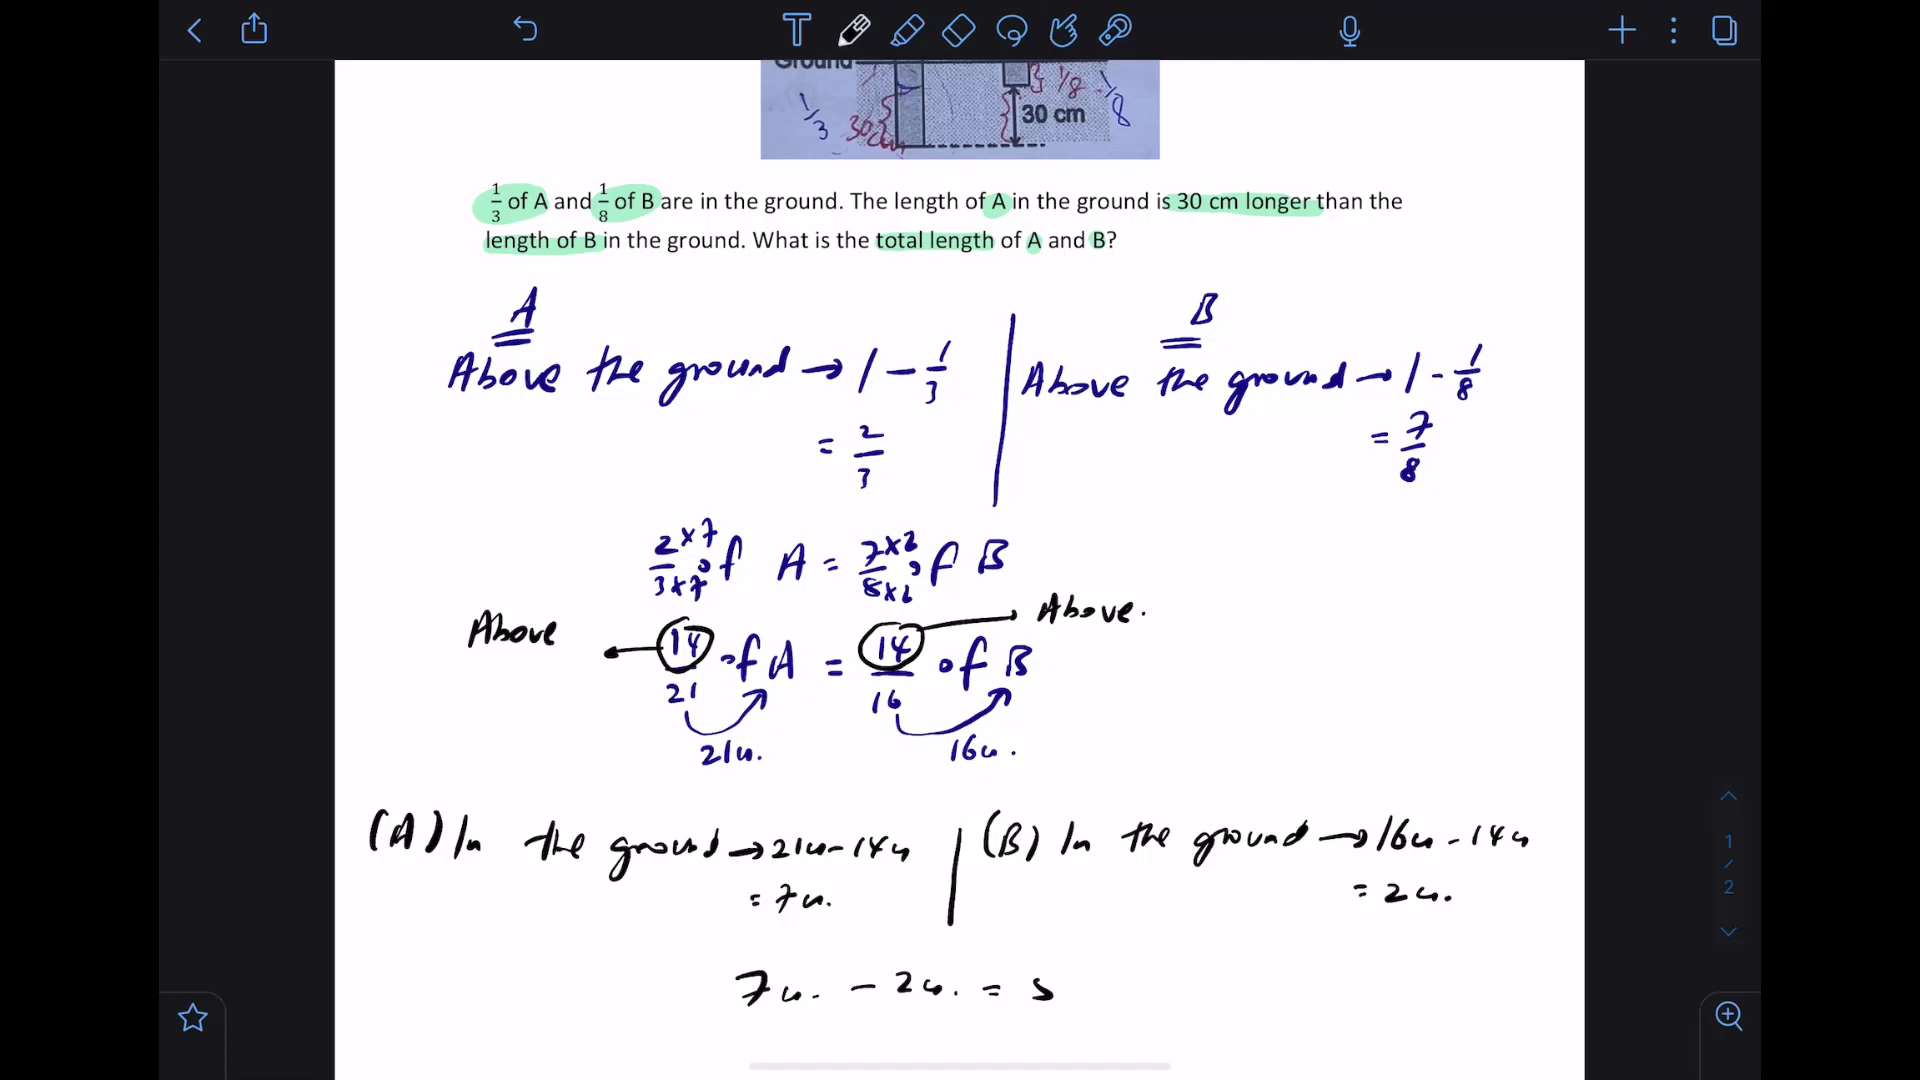 Ground
1/3 30cm } 1/8 1/8
30 cm
1/3 of A and 1/8 of B are in the ground. The length of A in the ground is 30 cm longer than the
length of B in the ground. What is the total length of A and B?
A
B
Above the ground → 1 - 1/3
= 2/3
Above the ground → 1 - 1/8
= 7/8
2×7/3×7 of A = 7×2/8×2 of B
Above ← 14/21 of A = 14/16 of B → Above.
21u. 16u.
(A) In the ground → 21u - 14u
= 7u.
(B) In the ground → 16u - 14u
= 2u.
7u. - 2u. = 5
1
/
2